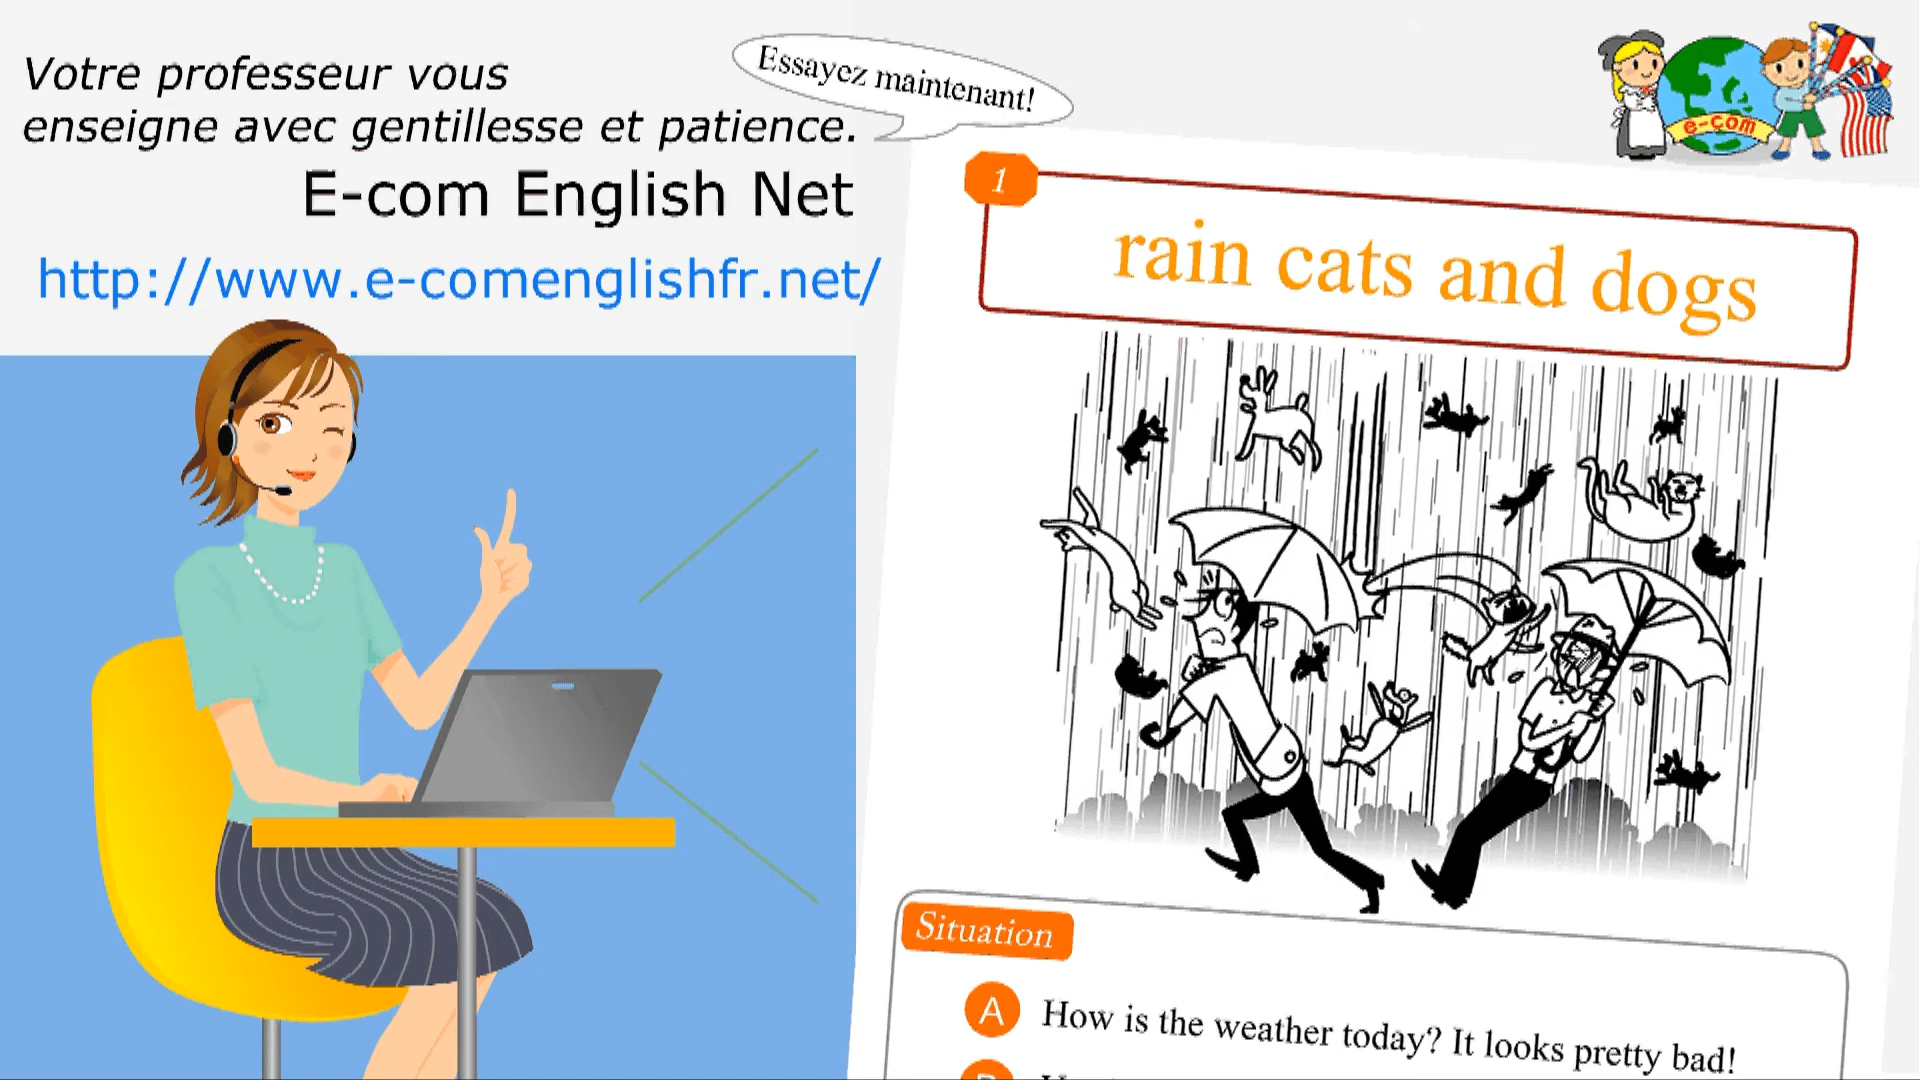 Votre professeur vous
enseigne avec gentillesse et patience.
E-com English Net
http://www.e-comenglishfr.net/
Essayez maintenant!
e-com
1
rain cats and dogs
Situation
A How is the weather today? It looks pretty bad!